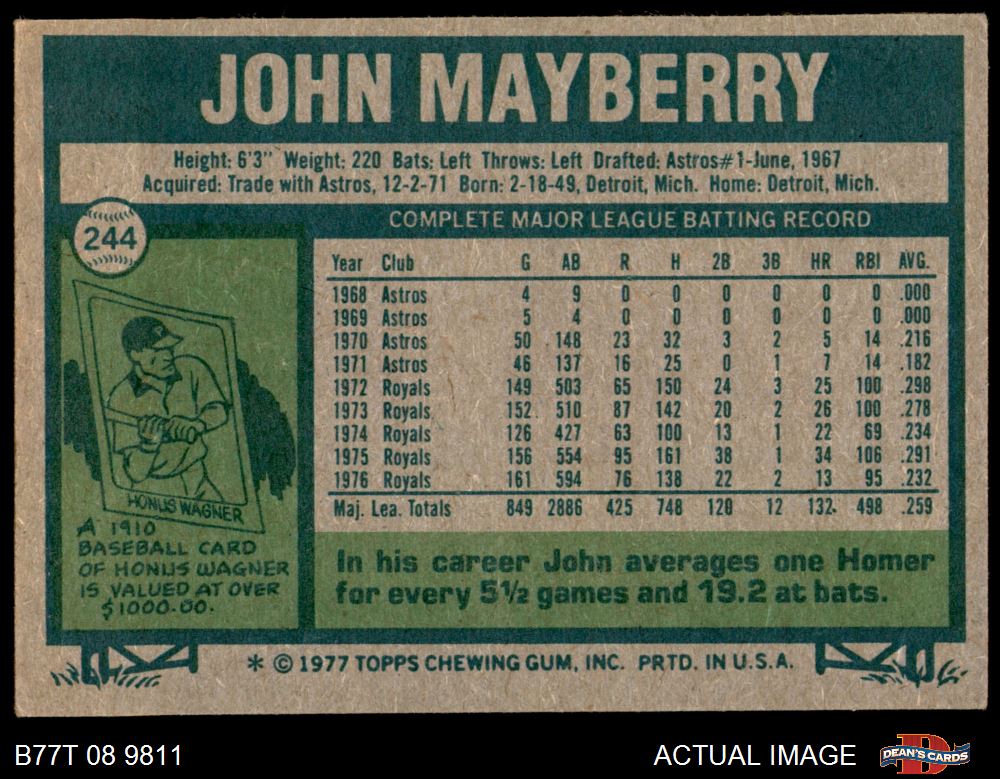 JOHN MAYBERRY
Height: 6'3" Weight: 220 Bats: Left Throws: Left Drafted: Astros#1-June, 1967
Acquired: Trade with Astros, 12-2-71 Born: 2-18-49, Detroit, Mich. Home: Detroit, Mich.
244
COMPLETE MAJOR LEAGUE BATTING RECORD
Year Club G AB R H 2B 3B HR RBI AVG.
1968 Astros 4 9 0 0 0 0 0 0 .000
1969 Astros 5 4 0 0 0 0 0 0 .000
1970 Astros 50 148 23 32 3 2 5 14 .216
1971 Astros 46 137 16 25 0 1 7 14 .182
1972 Royals 149 503 65 150 24 3 25 100 .298
1973 Royals 152 510 87 142 20 2 26 100 .278
1974 Royals 126 427 63 100 13 1 22 69 .234
1975 Royals 156 554 95 161 38 1 34 106 .291
1976 Royals 161 594 76 138 22 2 13 95 .232
Maj. Lea. Totals 849 2886 425 748 120 12 132 498 .259
HONUS WAGNER
A 1910
BASEBALL CARD
OF HONUS WAGNER
IS VALUED AT OVER
$1000.00.
In his career John averages one Homer
for every 5½ games and 19.2 at bats.
* © 1977 TOPPS CHEWING GUM, INC. PRTD. IN U.S.A.
B77T 08 9811
ACTUAL IMAGE
DEAN'S CARDS